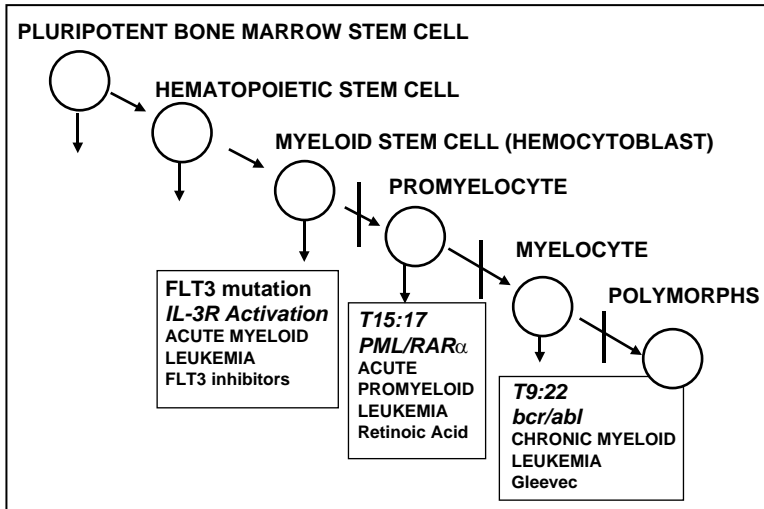 PLURIPOTENT BONE MARROW STEM CELL
HEMATOPOIETIC STEM CELL
MYELOID STEM CELL (HEMOCYTOBLAST)
PROMYELOCYTE
MYELOCYTE
POLYMORPHS
FLT3 mutation
IL-3R Activation
ACUTE MYELOID
LEUKEMIA
FLT3 inhibitors
T15:17
PML/RARα
ACUTE
PROMYELOID
LEUKEMIA
Retinoic Acid
T9:22
bcr/abl
CHRONIC MYELOID
LEUKEMIA
Gleevec